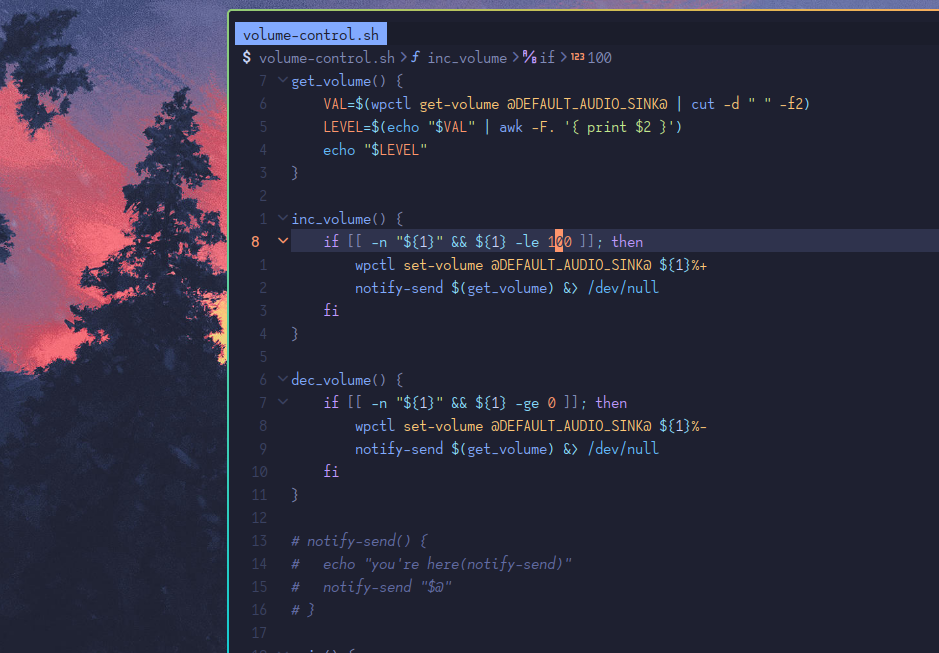 volume-control.sh
$ volume-control.sh > ƒ inc_volume > if > 123 100
7 get_volume() {
6     VAL=$(wpctl get-volume @DEFAULT_AUDIO_SINK@ | cut -d " " -f2)
5     LEVEL=$(echo "$VAL" | awk -F. '{ print $2 }')
4     echo "$LEVEL"
3 }
2
1 inc_volume() {
8     if [[ -n "${1}" && ${1} -le 100 ]]; then
1         wpctl set-volume @DEFAULT_AUDIO_SINK@ ${1}%+
2         notify-send $(get_volume) &> /dev/null
3     fi
4 }
5
6 dec_volume() {
7     if [[ -n "${1}" && ${1} -ge 0 ]]; then
8         wpctl set-volume @DEFAULT_AUDIO_SINK@ ${1}%-
9         notify-send $(get_volume) &> /dev/null
10     fi
11 }
12
13 # notify-send() {
14 #   echo "you're here(notify-send)"
15 #   notify-send "$@"
16 # }
17